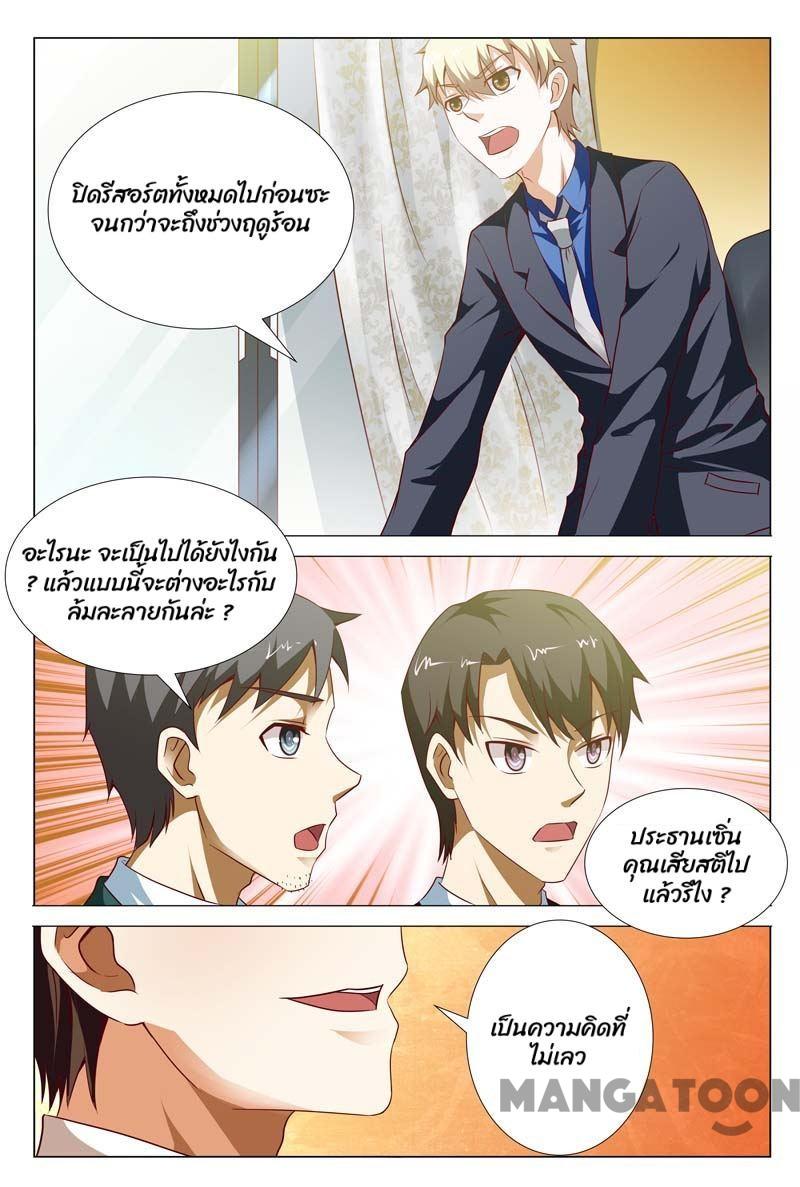 ปิดรีสอร์ตทั้งหมดไปก่อนซะ
จนกว่าจะถึงช่วงฤดูร้อน
อะไรนะ จะเป็นไปได้ยังไงกัน
? แล้วแบบนี้จะต่างอะไรกับ
ล้มละลายกันล่ะ ?
ประธานเซิ่น
คุณเสียสติไป
แล้วรึไง ?
เป็นความคิดที่
ไม่เลว
MANGATOON